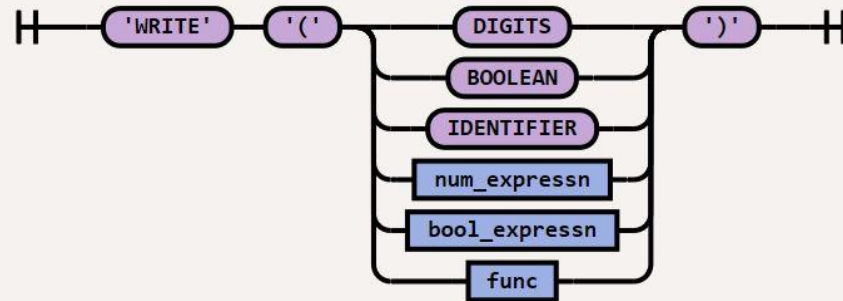 'WRITE' '(' DIGITS ')'
BOOLEAN
IDENTIFIER
num_expressn
bool_expressn
func